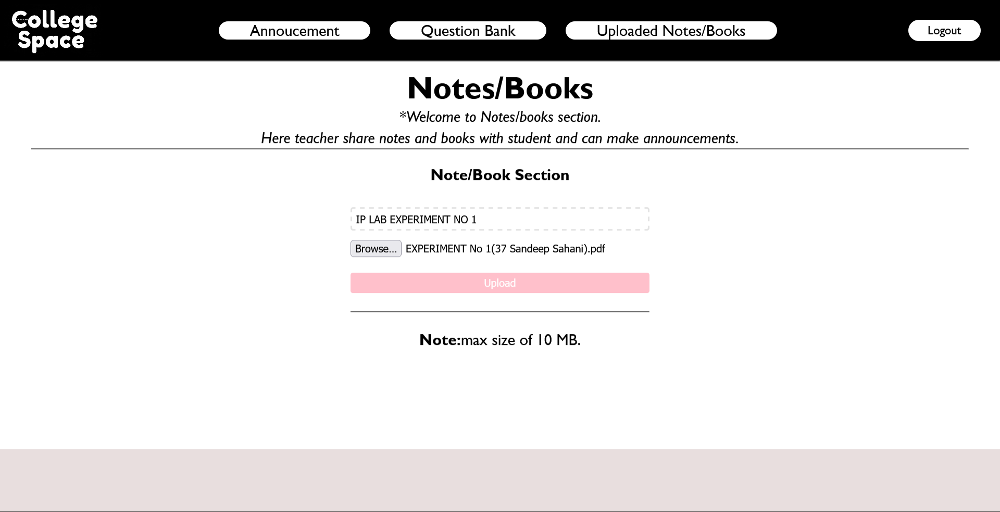 College
Space
Annoucement
Question Bank
Uploaded Notes/Books
Logout
Notes/Books
*Welcome to Notes/books section.
Here teacher share notes and books with student and can make announcements.
Note/Book Section
IP LAB EXPERIMENT NO 1
Browse... EXPERIMENT No 1(37 Sandeep Sahani).pdf
Upload
Note:max size of 10 MB.